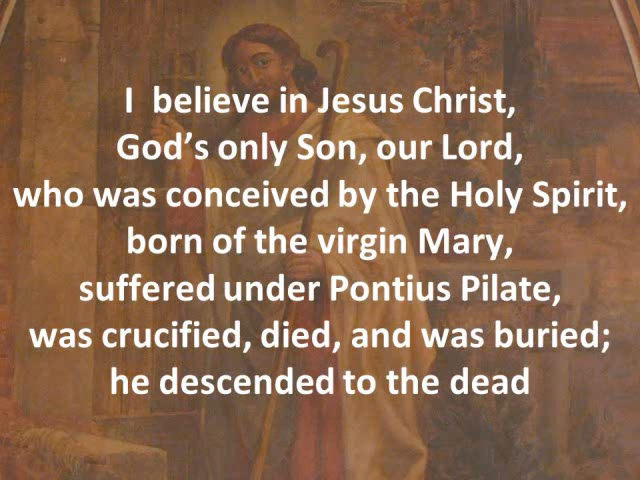 I  believe in Jesus Christ,
God’s only Son, our Lord,
who was conceived by the Holy Spirit,
born of the virgin Mary,
suffered under Pontius Pilate,
was crucified, died, and was buried;
he descended to the dead